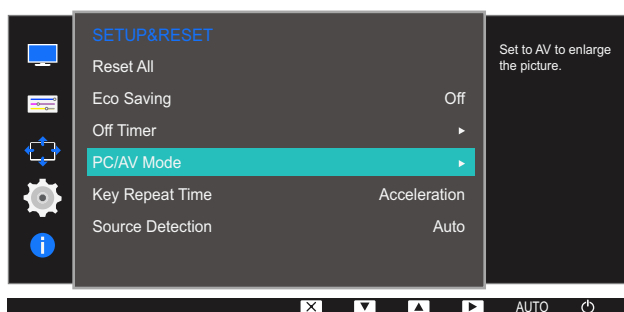 SETUP&RESET
Reset All
Eco Saving Off
Off Timer
PC/AV Mode
Key Repeat Time Acceleration
Source Detection Auto
Set to AV to enlarge
the picture.
AUTO